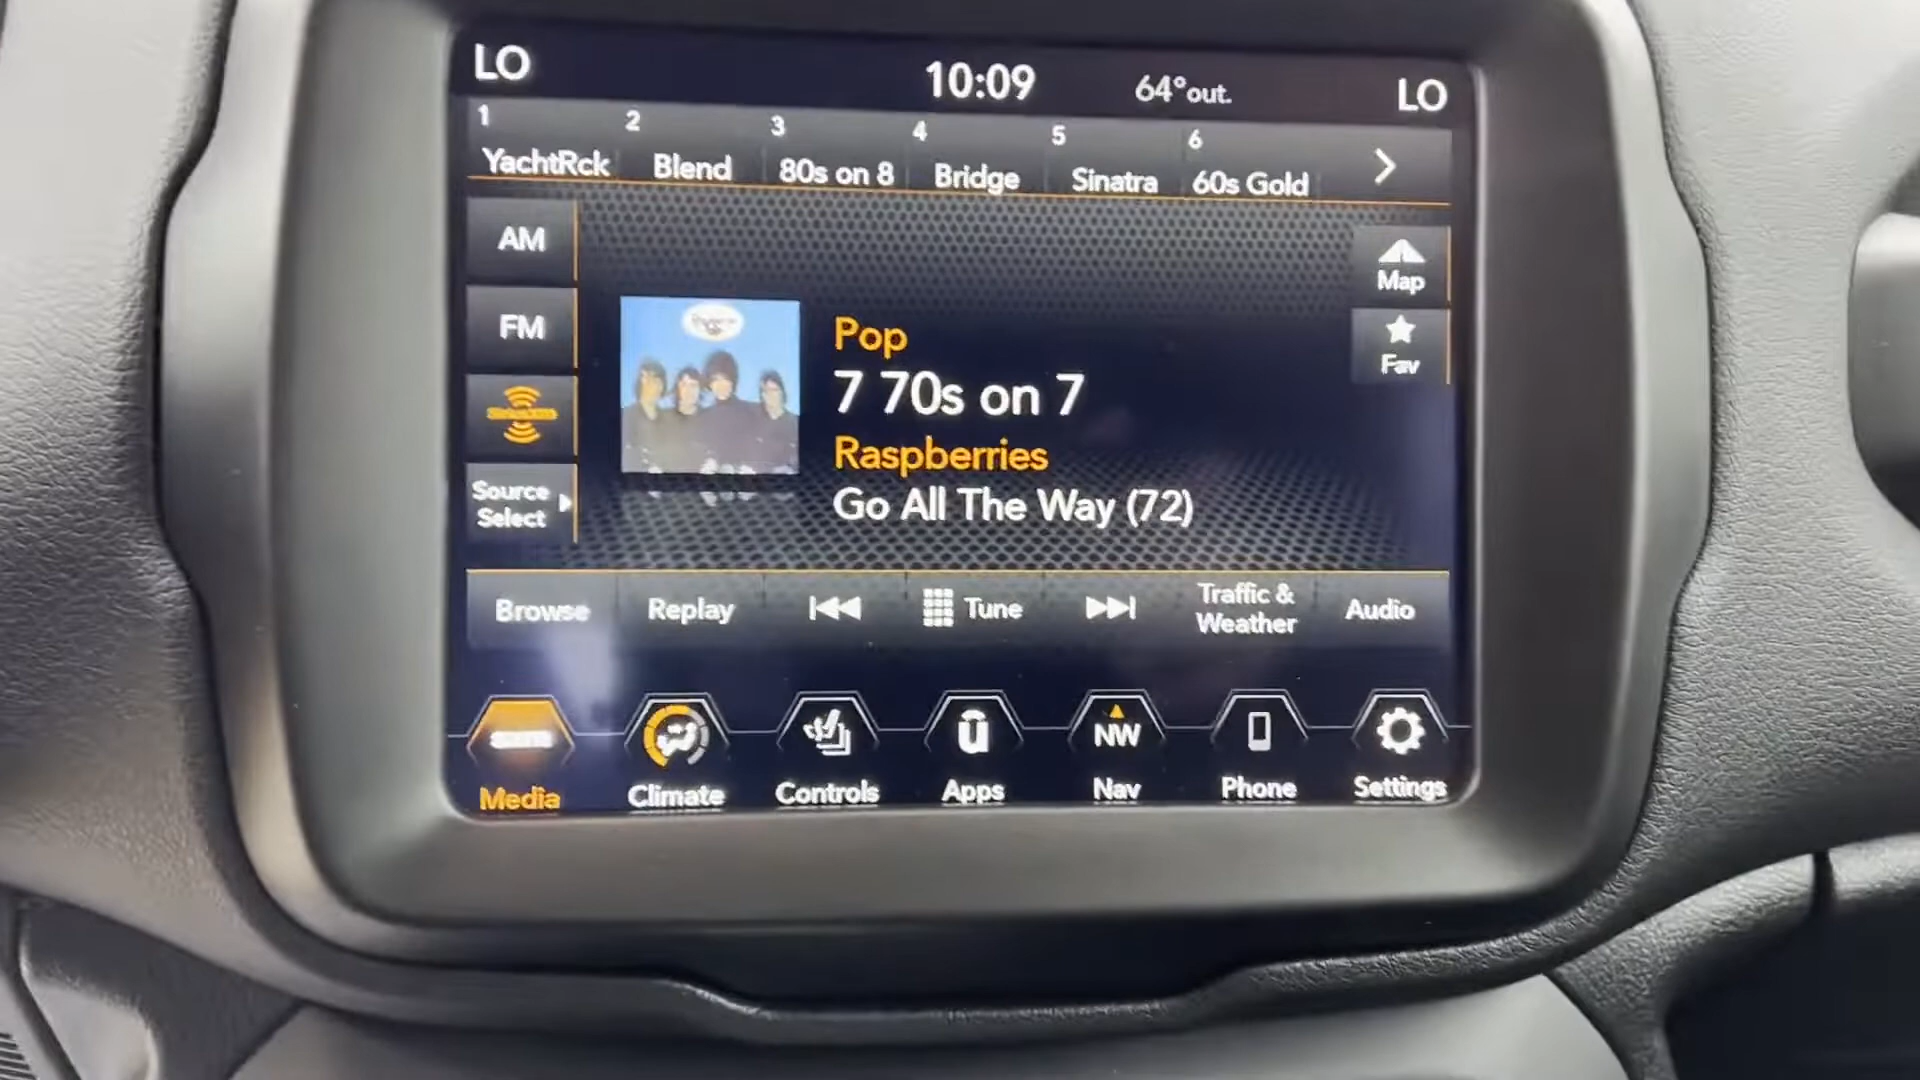 LO
10:09
64°out.
LO
1
2
3
4
5
6
YachtRck
Blend
80s on 8
Bridge
Sinatra
60s Gold
AM
FM
Source
Select
Map
Fav
Pop
7 70s on 7
Raspberries
Go All The Way (72)
Browse
Replay
Tune
Traffic &
Weather
Audio
u
NW
Media
Climate
Controls
Apps
Nav
Phone
Settings